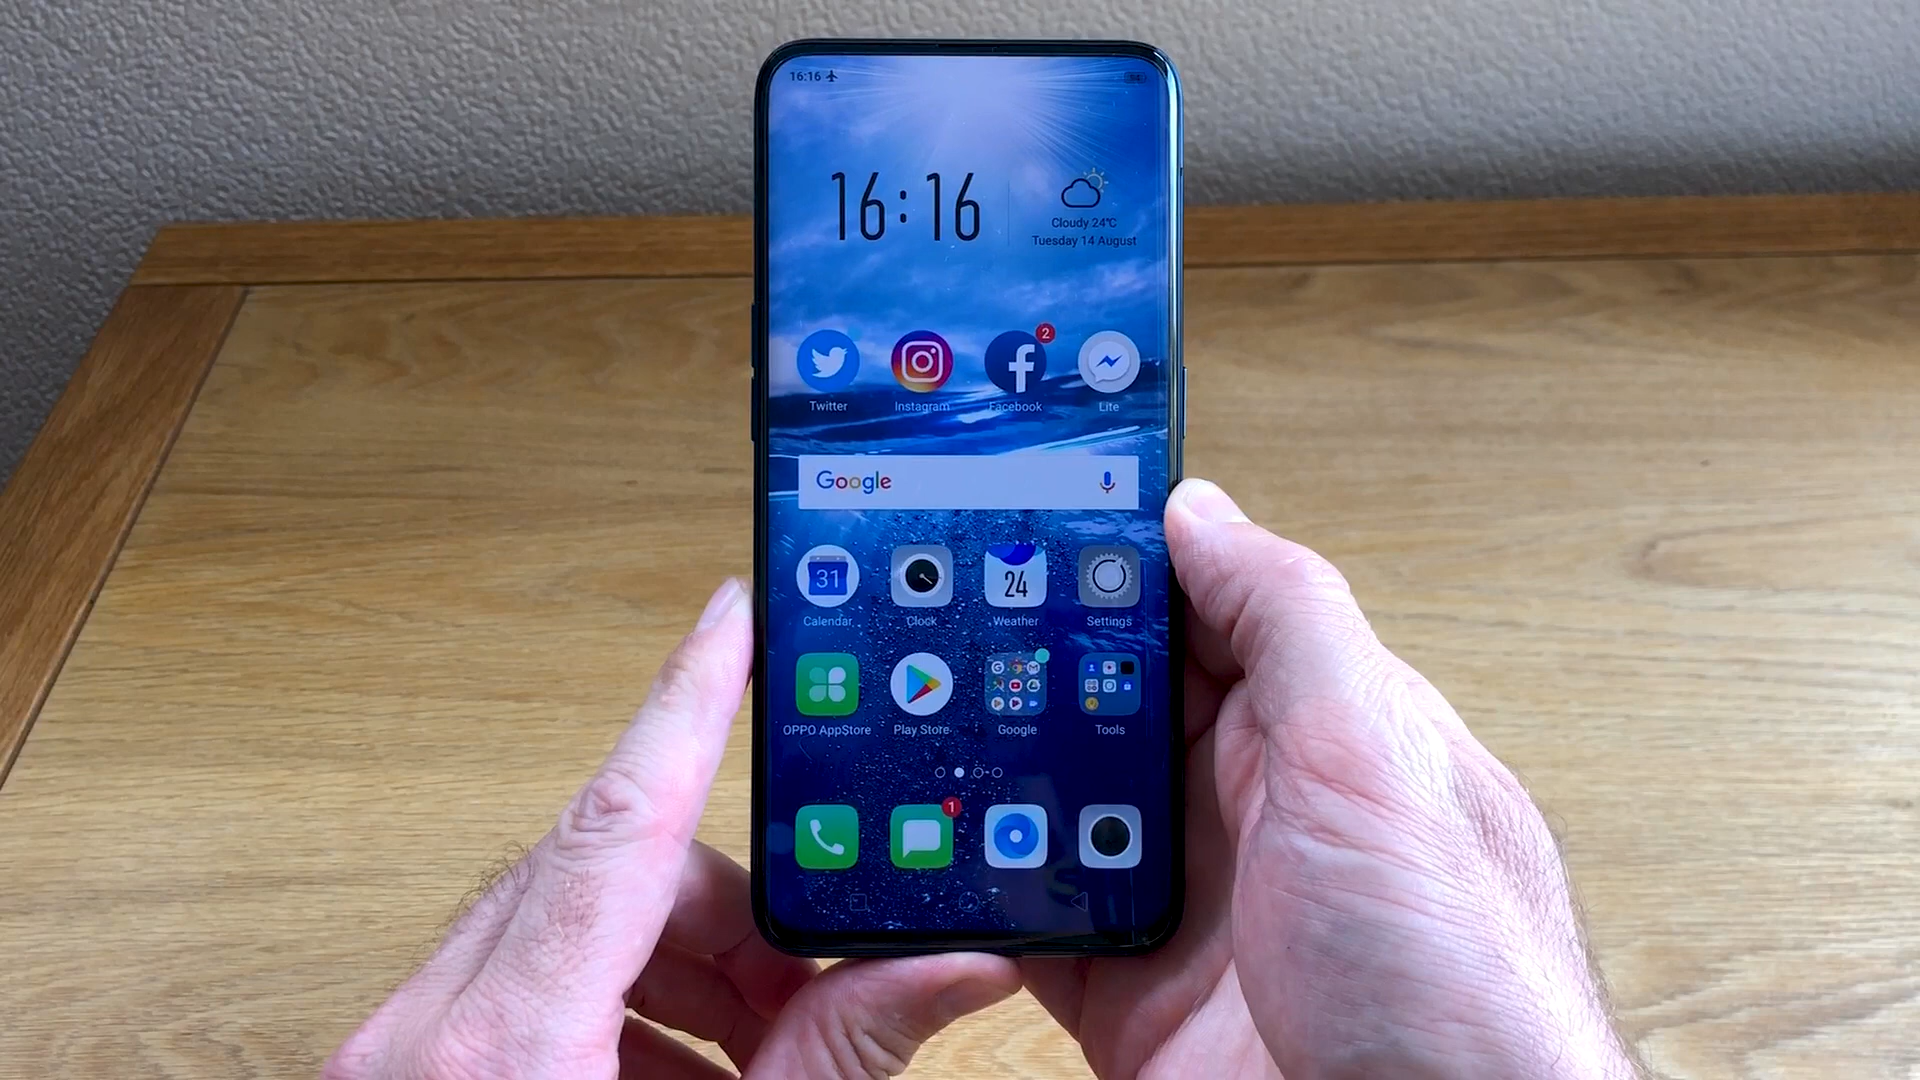 16:16
16:16
Cloudy 24°C
Tuesday 14 August
2
Twitter Instagram Facebook Lite
Google
31 24
Calendar Clock Weather Settings
OPPO AppStore Play Store Google Tools
1